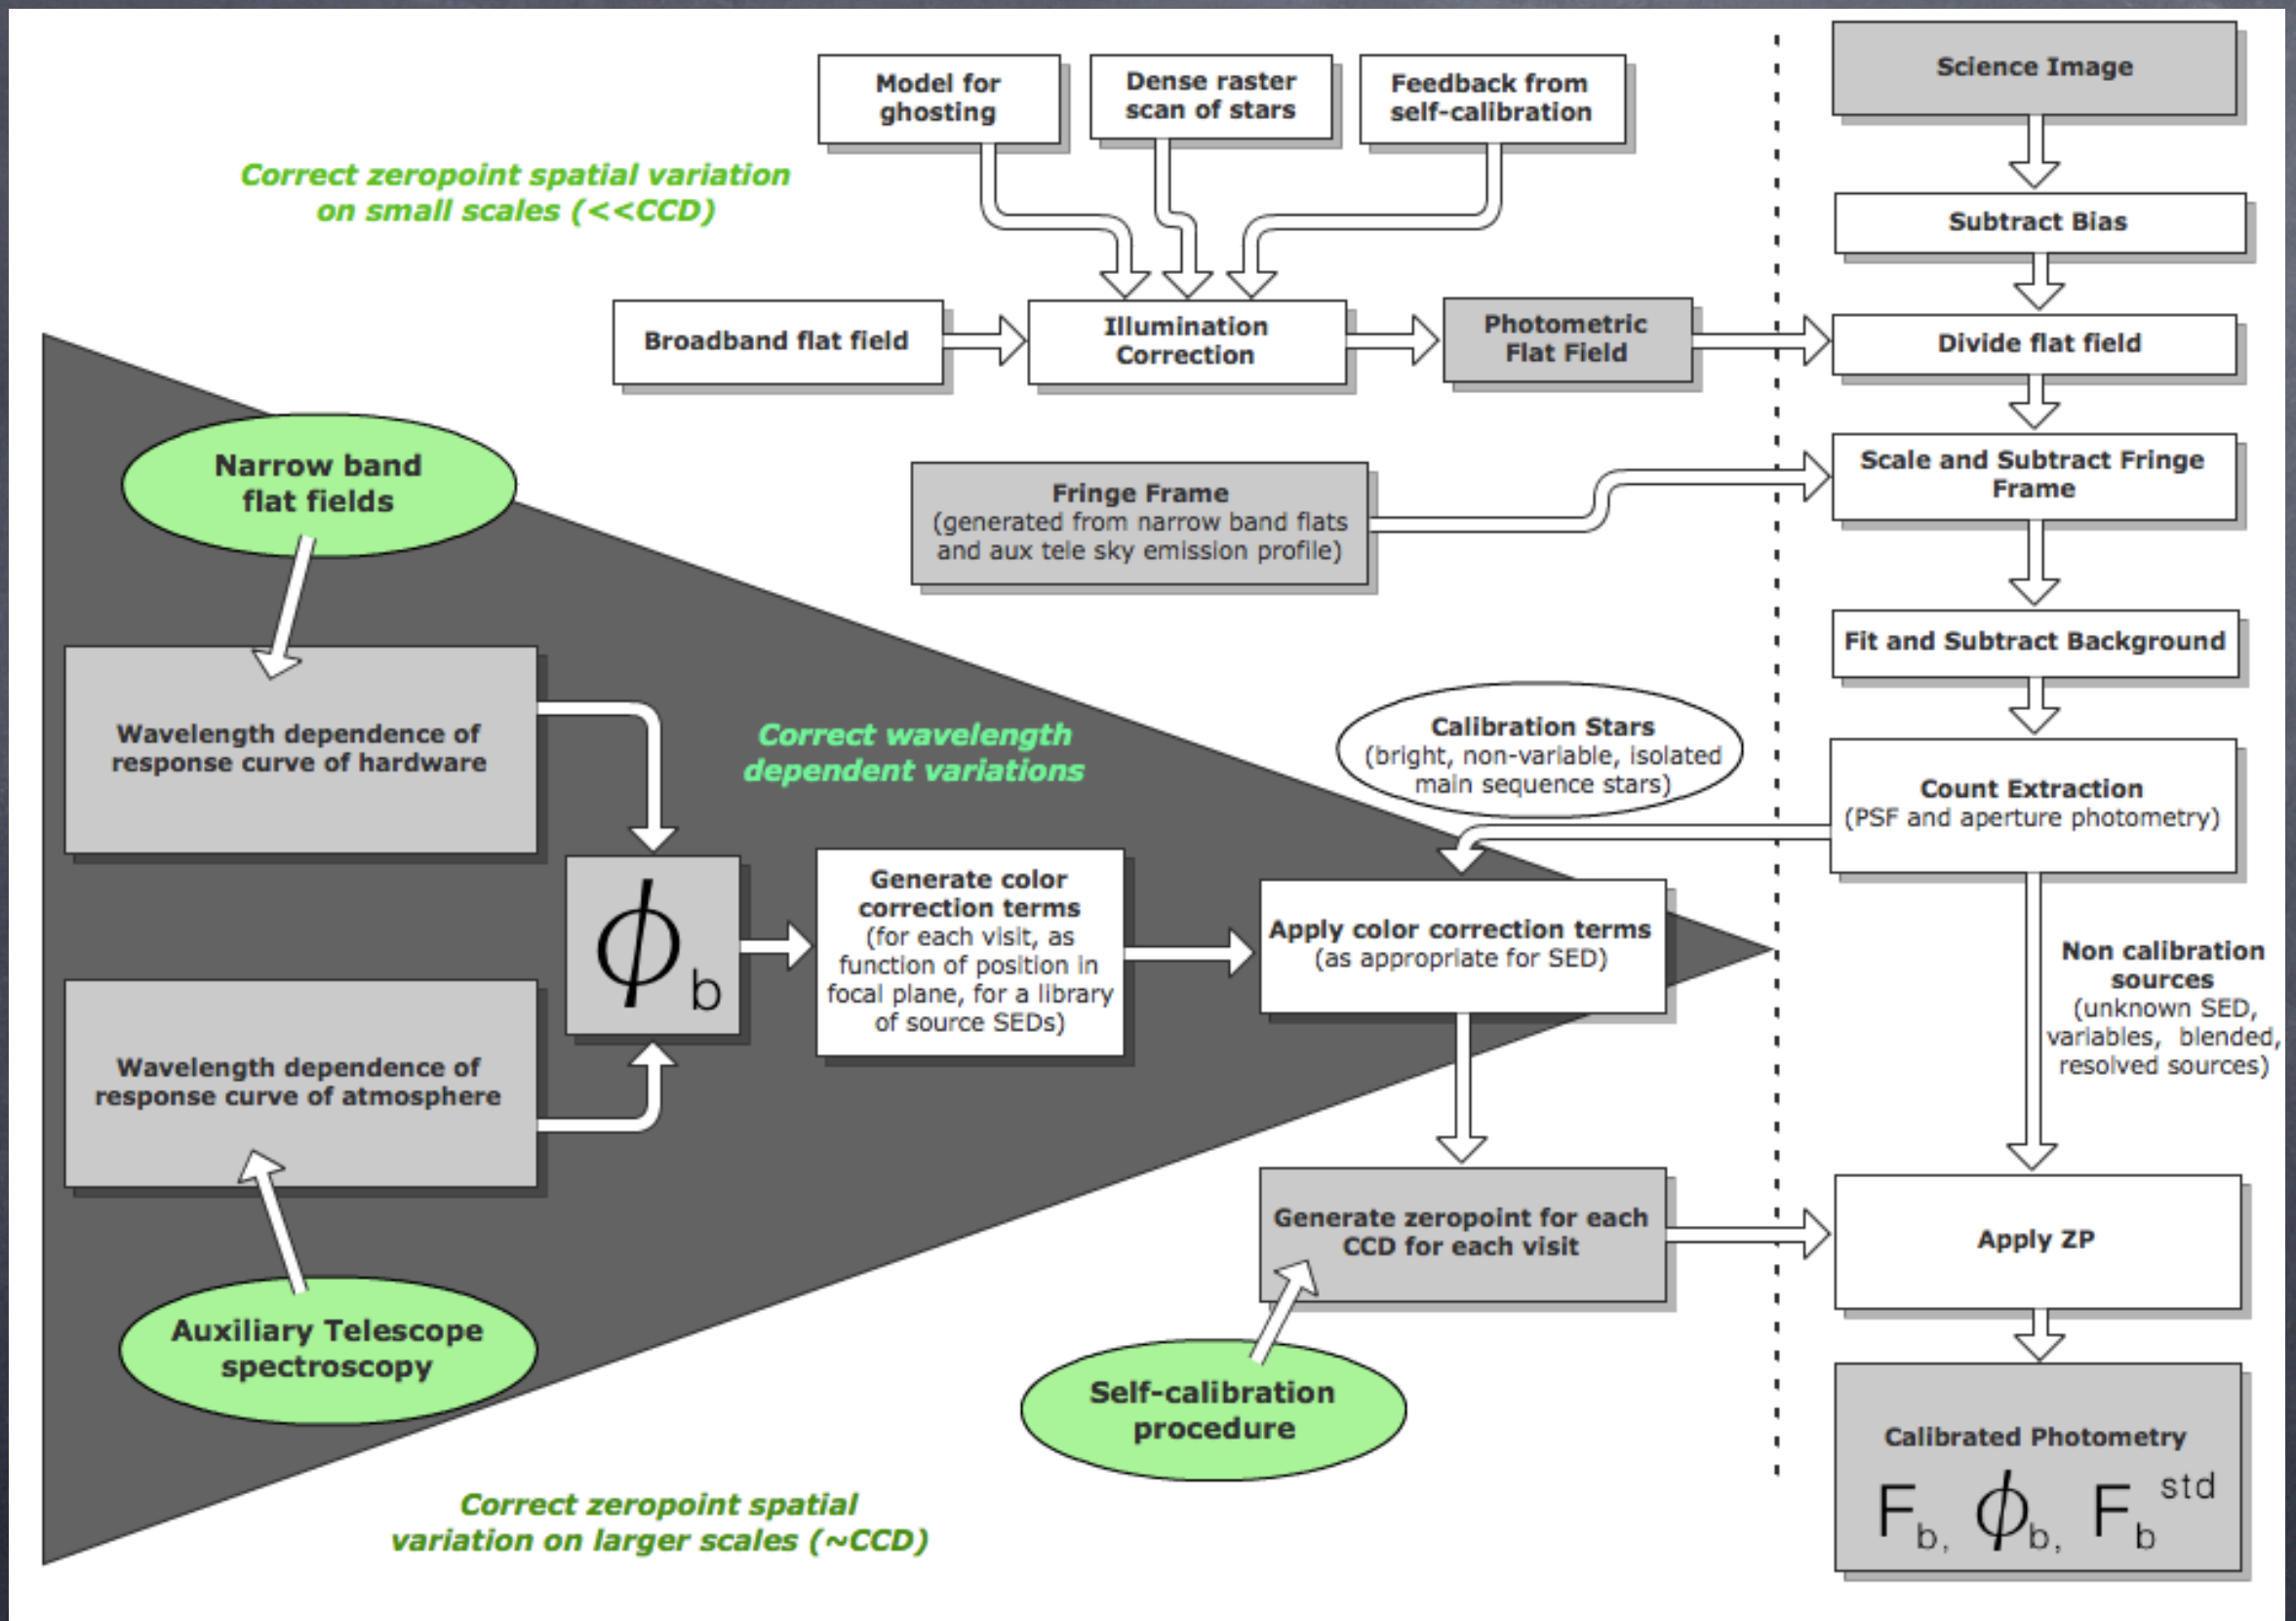 Model for
ghosting
Dense raster
scan of stars
Feedback from
self-calibration
Science Image
Correct zeropoint spatial variation
on small scales (<<CCD)
Subtract Bias
Broadband flat field
Illumination
Correction
Photometric
Flat Field
Divide flat field
Narrow band
flat fields
Fringe Frame
(generated from narrow band flats
and aux tele sky emission profile)
Scale and Subtract Fringe
Frame
Fit and Subtract Background
Wavelength dependence of
response curve of hardware
Correct wavelength
dependent variations
Calibration Stars
(bright, non-variable, isolated
main sequence stars)
Count Extraction
(PSF and aperture photometry)
ϕb
Generate color
correction terms
(for each visit, as
function of position in
focal plane, for a library
of source SEDs)
Apply color correction terms
(as appropriate for SED)
Non calibration
sources
(unknown SED,
variables, blended,
resolved sources)
Wavelength dependence of
response curve of atmosphere
Generate zeropoint for each
CCD for each visit
Apply ZP
Auxiliary Telescope
spectroscopy
Self-calibration
procedure
Calibrated Photometry
Fb, ϕb, Fb std
Correct zeropoint spatial
variation on larger scales (~CCD)